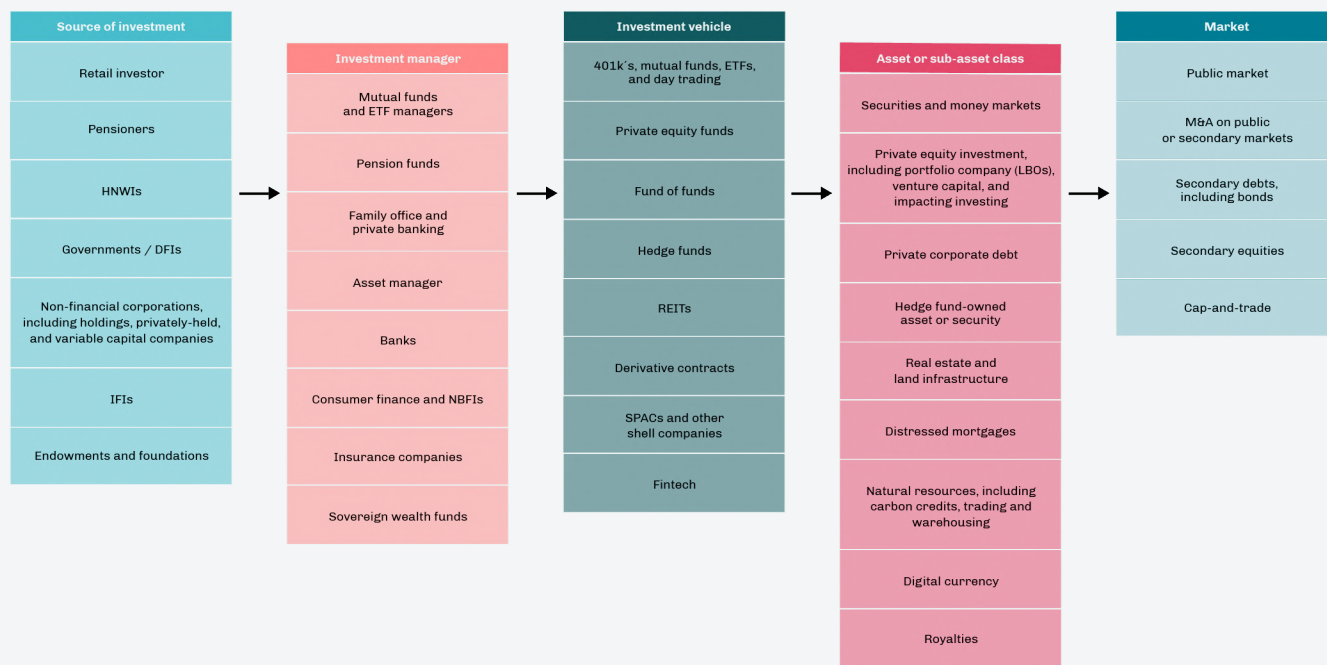 Source of investment
Retail investor
Pensioners
HNWIs
Governments / DFIs
Non-financial corporations,
including holdings, privately-held,
and variable capital companies
IFIs
Endowments and foundations
Investment manager
Mutual funds
and ETF managers
Pension funds
Family office and
private banking
Asset manager
Banks
Consumer finance and NBFIs
Insurance companies
Sovereign wealth funds
Investment vehicle
401k´s, mutual funds, ETFs,
and day trading
Private equity funds
Fund of funds
Hedge funds
REITs
Derivative contracts
SPACs and other
shell companies
Fintech
Asset or sub-asset class
Securities and money markets
Private equity investment,
including portfolio company (LBOs),
venture capital, and
impacting investing
Private corporate debt
Hedge fund-owned
asset or security
Real estate and
land infrastructure
Distressed mortgages
Natural resources, including
carbon credits, trading and
warehousing
Digital currency
Royalties
Market
Public market
M&A on public
or secondary markets
Secondary debts,
including bonds
Secondary equities
Cap-and-trade